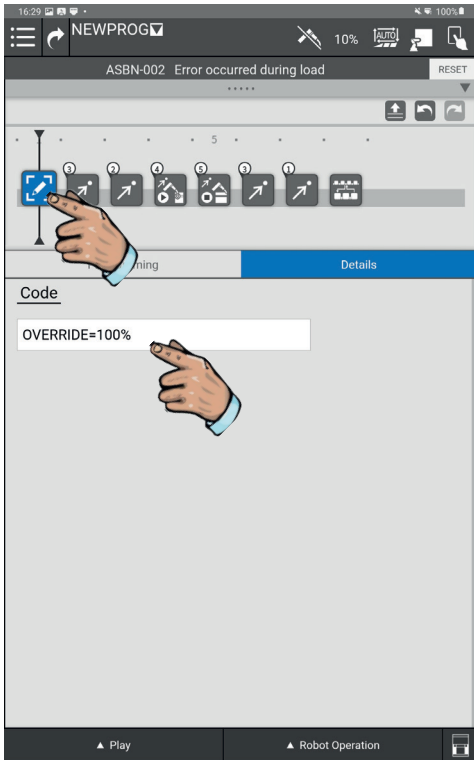 16:29
100%
NEWPROG
10%
AUTO
ASBN-002 Error occurred during load
RESET
5
3
2
4
5
3
1
ning
Details
Code
OVERRIDE=100%
▲ Play
▲ Robot Operation